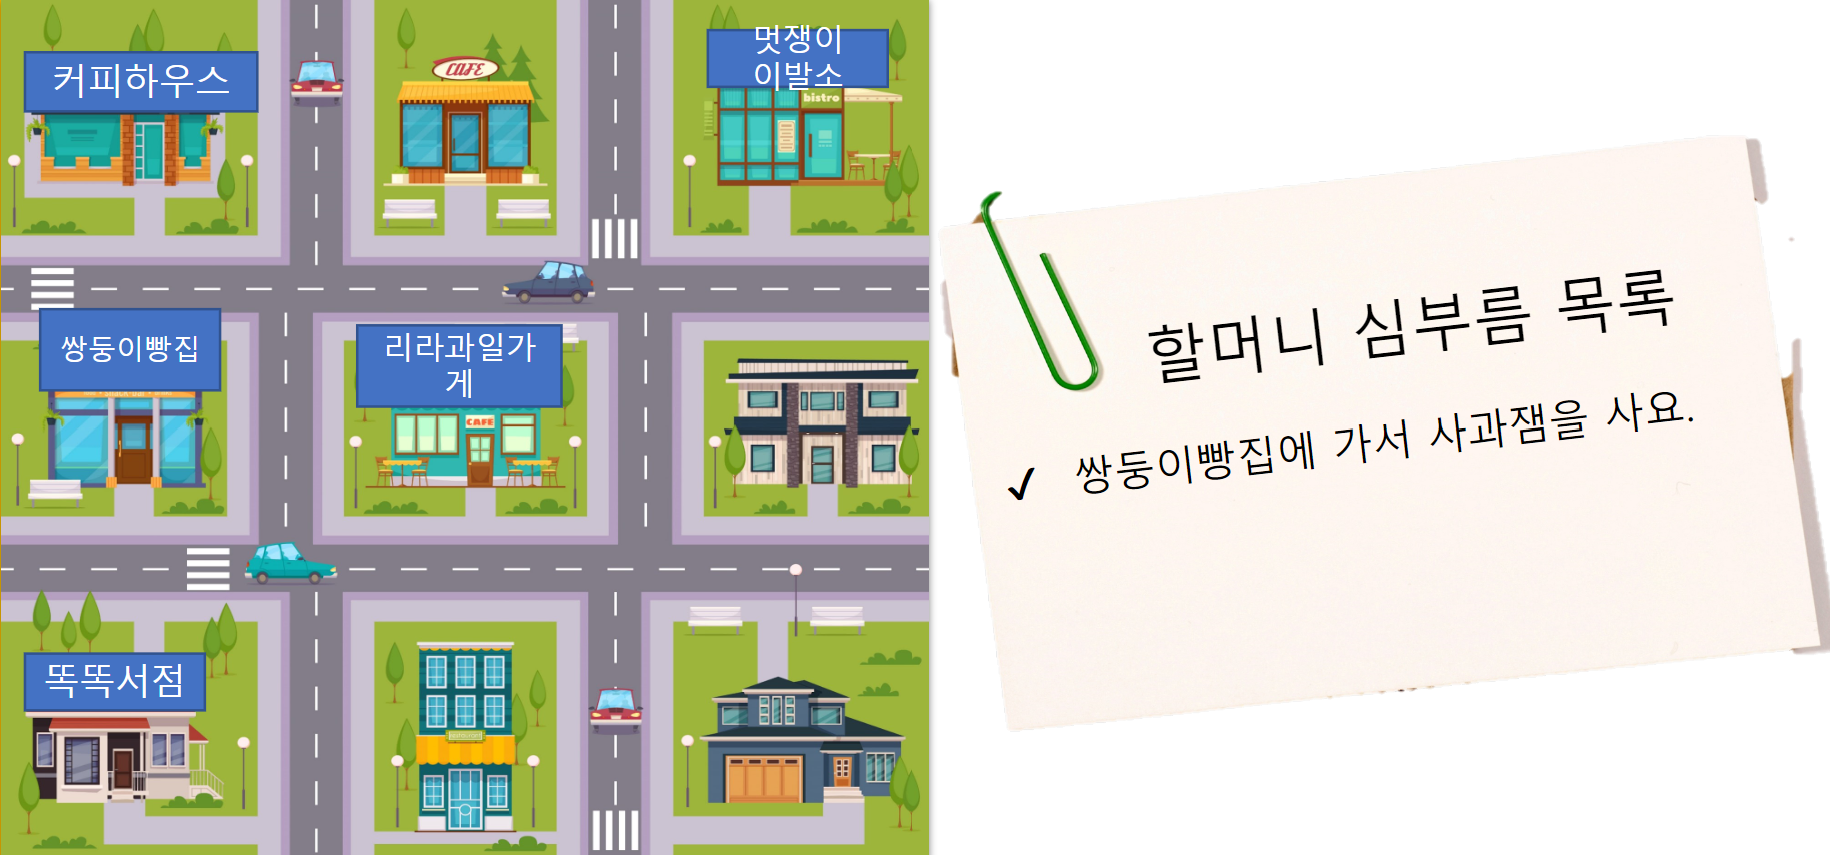 커피하우스
CAFE
멋쟁이
이발소
bistro
쌍둥이빵집
리라과일가
게
CAFE
똑똑서점
할머니 심부름 목록
✓ 쌍둥이빵집에 가서 사과잼을 사요.